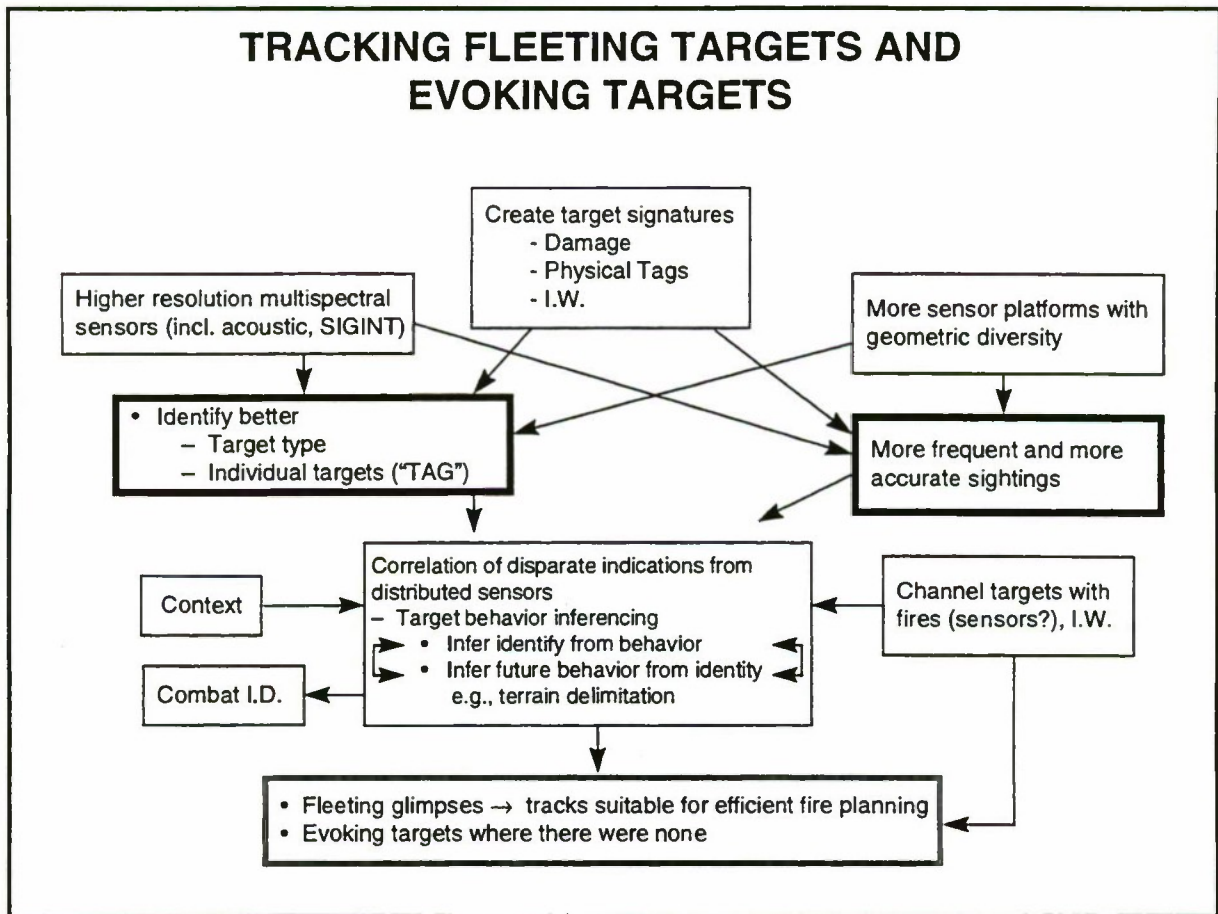 TRACKING FLEETING TARGETS AND
EVOKING TARGETS
Create target signatures
- Damage
- Physical Tags
- I.W.
Higher resolution multispectral
sensors (incl. acoustic, SIGINT)
More sensor platforms with
geometric diversity
• Identify better
– Target type
– Individual targets ("TAG")
More frequent and more
accurate sightings
Correlation of disparate indications from
distributed sensors
– Target behavior inferencing
• Infer identify from behavior
• Infer future behavior from identity
e.g., terrain delimitation
Context
Combat I.D.
Channel targets with
fires (sensors?), I.W.
• Fleeting glimpses → tracks suitable for efficient fire planning
• Evoking targets where there were none